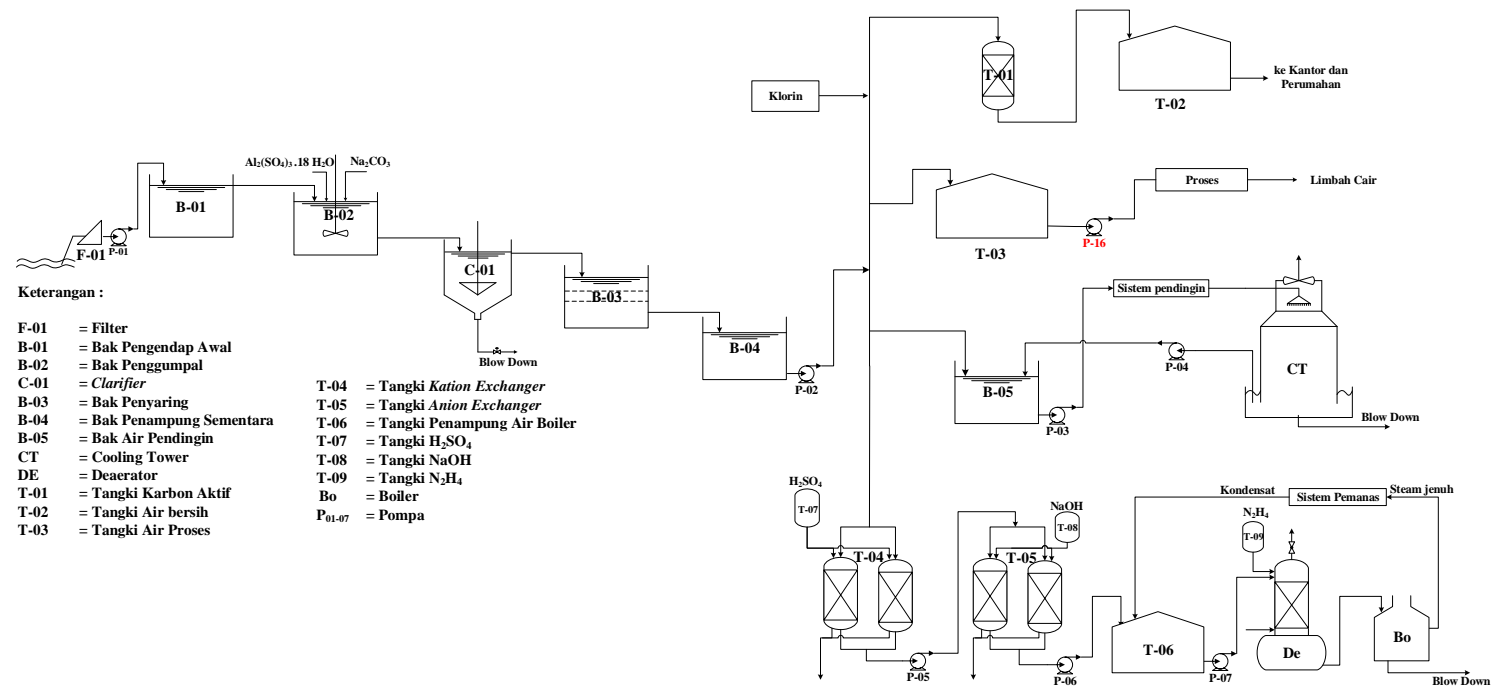 Klorin
T-01
T-02
ke Kantor dan
Perumahan
Al₂(SO₄)₃ .18 H₂O
Na₂CO₃
B-01
B-02
F-01
P-01
C-01
B-03
B-04
P-02
Blow Down
T-03
P-16
Proses
Limbah Cair
Sistem pendingin
B-05
P-03
P-04
CT
Blow Down
Keterangan :
F-01 = Filter
B-01 = Bak Pengendap Awal
B-02 = Bak Penggumpal
C-01 = Clarifier
B-03 = Bak Penyaring
B-04 = Bak Penampung Sementara
B-05 = Bak Air Pendingin
CT = Cooling Tower
DE = Deaerator
T-01 = Tangki Karbon Aktif
T-02 = Tangki Air bersih
T-03 = Tangki Air Proses
T-04 = Tangki Kation Exchanger
T-05 = Tangki Anion Exchanger
T-06 = Tangki Penampung Air Boiler
T-07 = Tangki H₂SO₄
T-08 = Tangki NaOH
T-09 = Tangki N₂H₄
Bo = Boiler
P₀₁₋₀₇ = Pompa
H₂SO₄
T-07
T-04
P-05
NaOH
T-08
T-05
P-06
Kondensat
Sistem Pemanas
Steam jenuh
N₂H₄
T-09
T-06
P-07
De
Bo
Blow Down